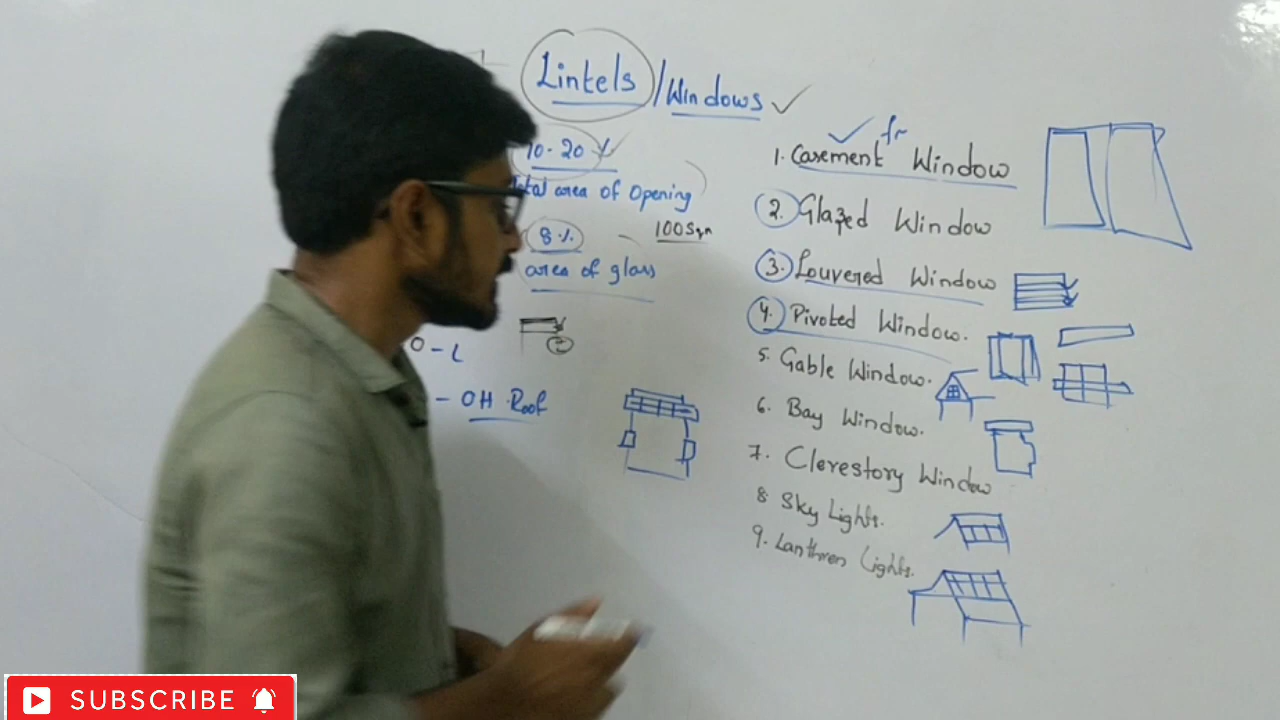 Lintels / Windows
10-20 %
total area of opening
8 %
100 Sqm
area of glass
O - L
- OH Roof
fr
1. Casement Window
2. Glazed Window
3. Louvered Window
4. Pivoted Window.
5. Gable Window.
6. Bay Window.
7. Clerestory Window
8. Sky Lights.
9. Lanthren Lights.
SUBSCRIBE